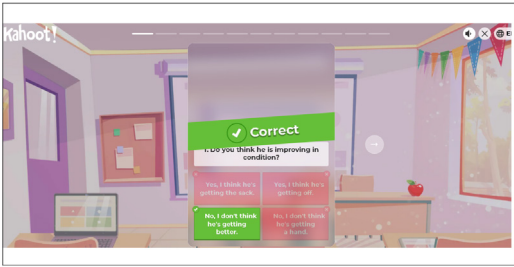 Kahoot!
Correct
1. Do you think he is improving in
condition?
Yes, I think he's
getting the sack.
Yes, I think he's
getting off.
No, I don't think
he's getting
better.
No, I don't think
he's getting
a hand.